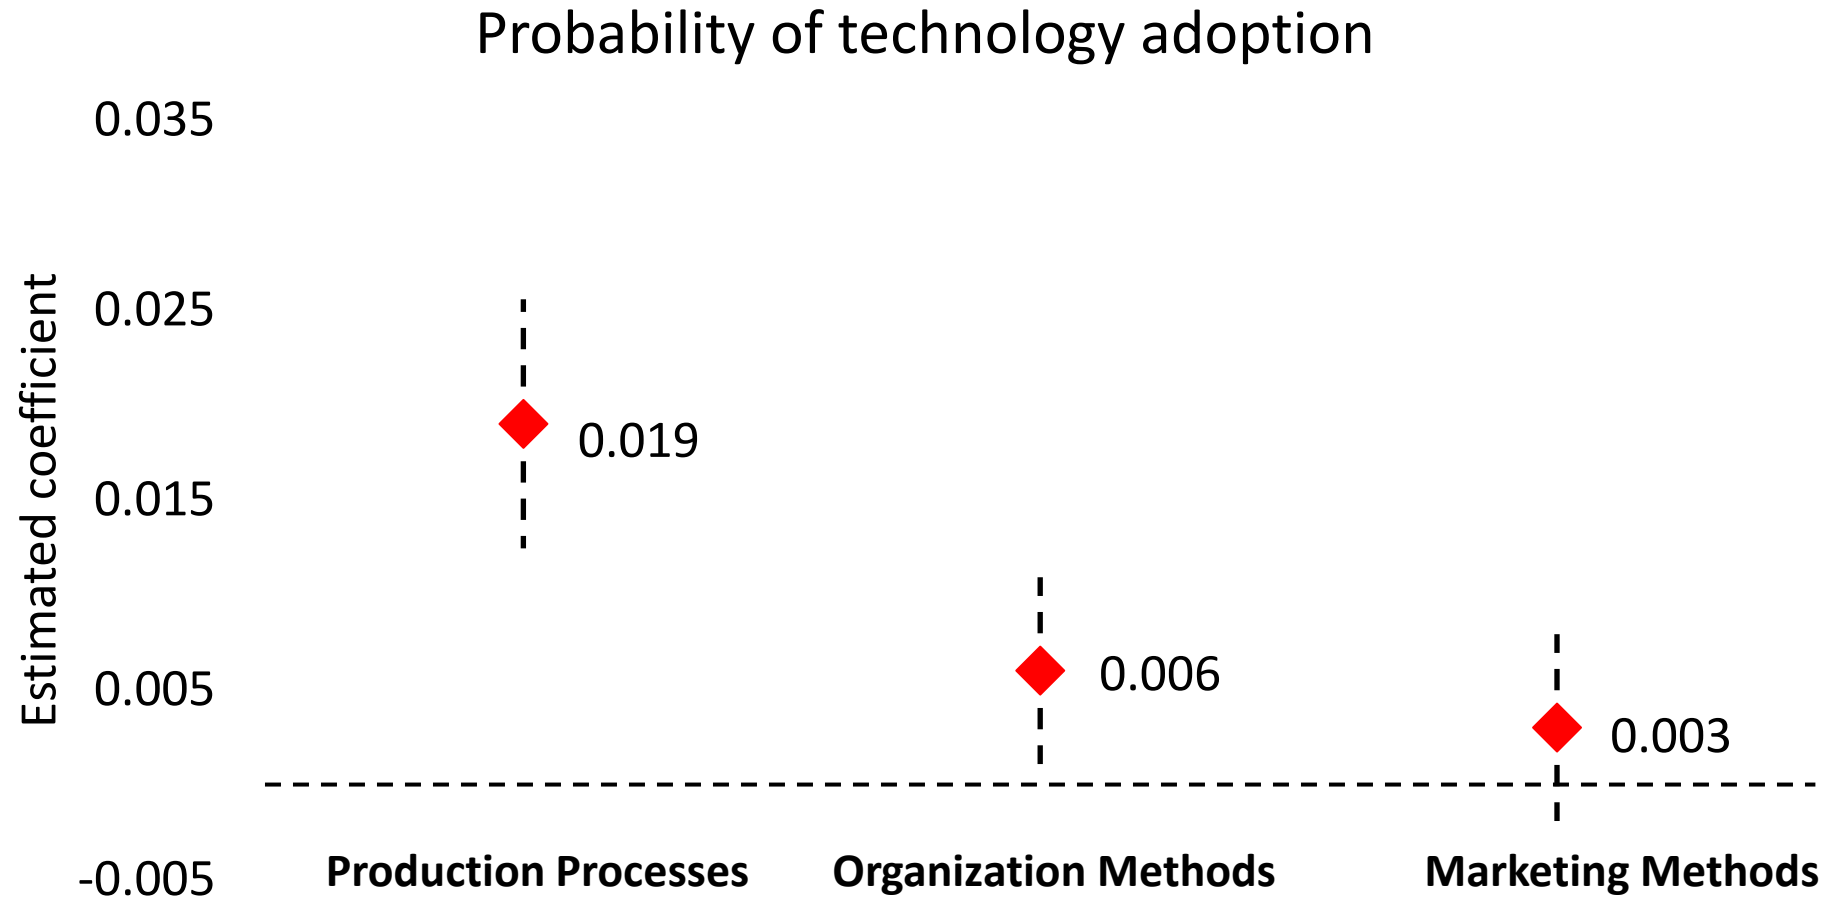 Probability of technology adoption
Estimated coefficient
0.035
0.025
0.015
0.005
-0.005
0.019
0.006
0.003
Production Processes
Organization Methods
Marketing Methods